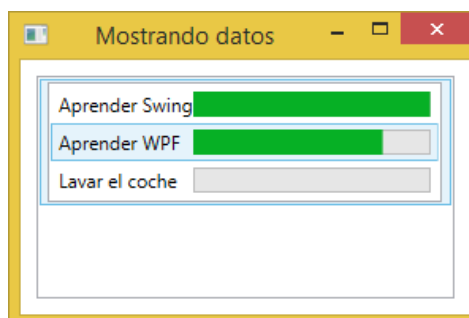 Mostrando datos
Aprender Swing
Aprender WPF
Lavar el coche